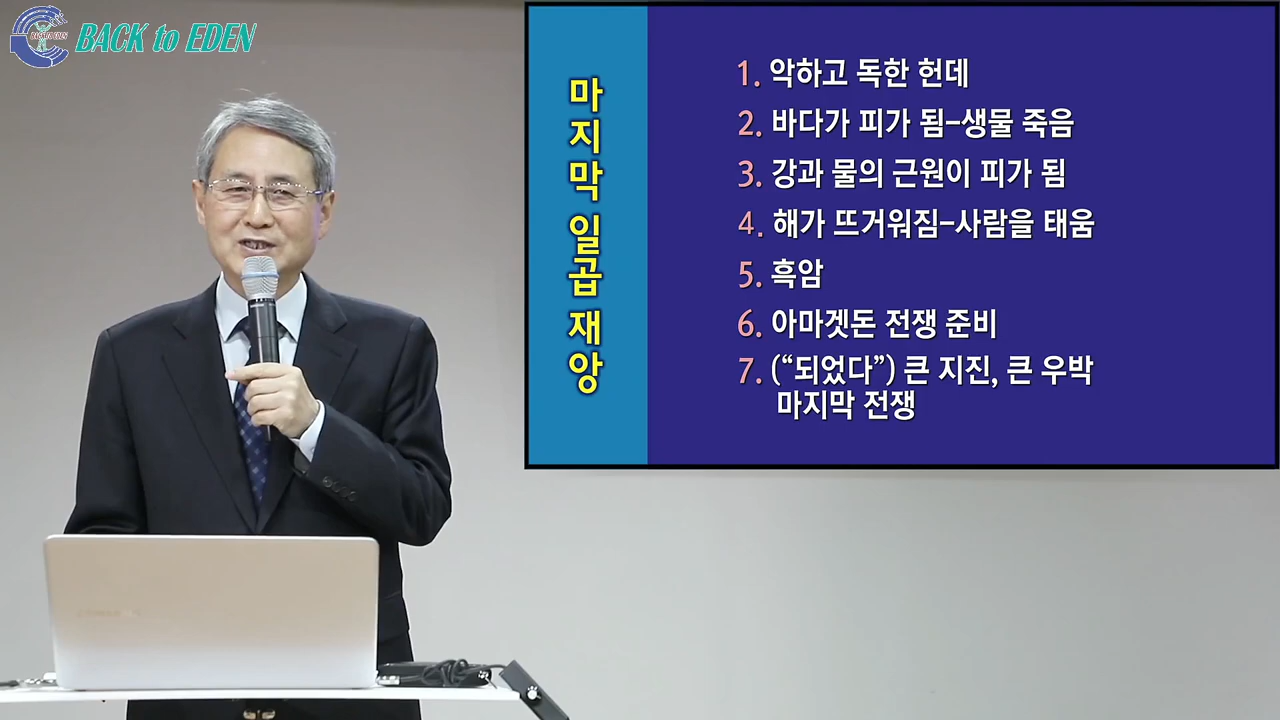 BACK to EDEN
마지막 일곱 재앙
1. 악하고 독한 헌데
2. 바다가 피가 됨-생물 죽음
3. 강과 물의 근원이 피가 됨
4. 해가 뜨거워짐-사람을 태움
5. 흑암
6. 아마겟돈 전쟁 준비
7. (“되었다”) 큰 지진, 큰 우박
마지막 전쟁